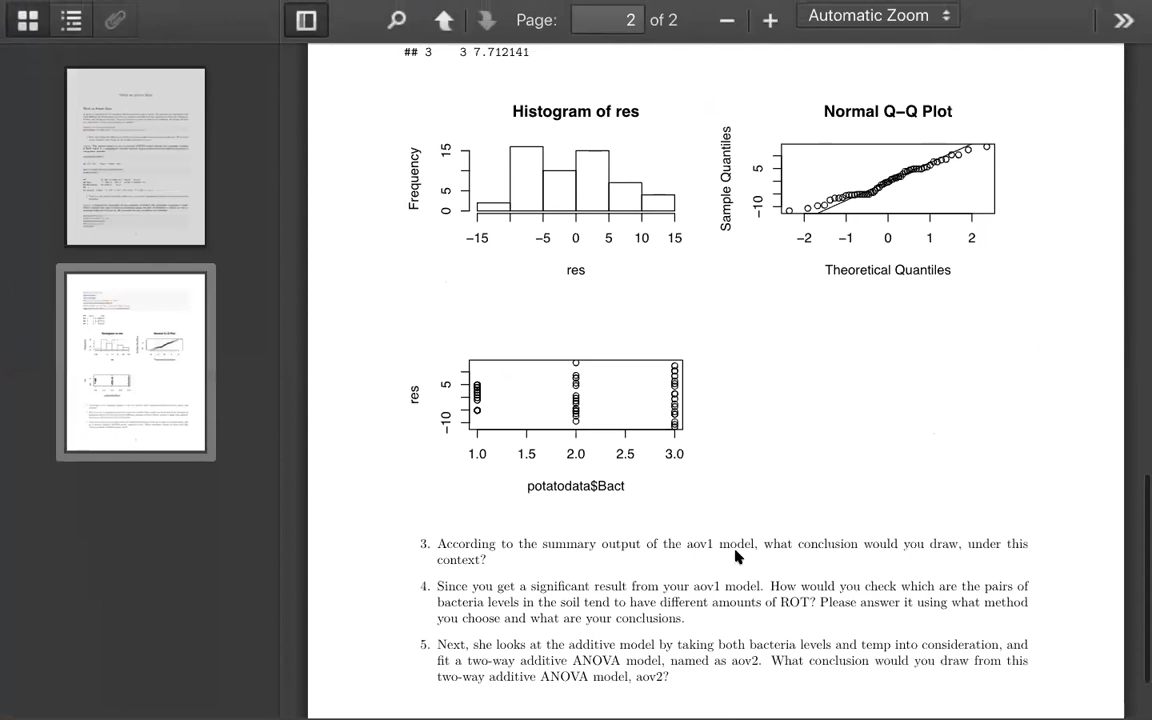 Page: 2 of 2 Automatic Zoom
## 3 3 7.712141
Histogram of res
Frequency
15
5
0
−15 −5 0 5 10 15
res
Normal Q−Q Plot
Sample Quantiles
5
−10
−2 −1 0 1 2
Theoretical Quantiles
res
5
−10
1.0 1.5 2.0 2.5 3.0
potatodata$Bact
3. According to the summary output of the aov1 model, what conclusion would you draw, under this
context?
4. Since you get a significant result from your aov1 model. How would you check which are the pairs of
bacteria levels in the soil tend to have different amounts of ROT? Please answer it using what method
you choose and what are your conclusions.
5. Next, she looks at the additive model by taking both bacteria levels and temp into consideration, and
fit a two-way additive ANOVA model, named as aov2. What conclusion would you draw from this
two-way additive ANOVA model, aov2?